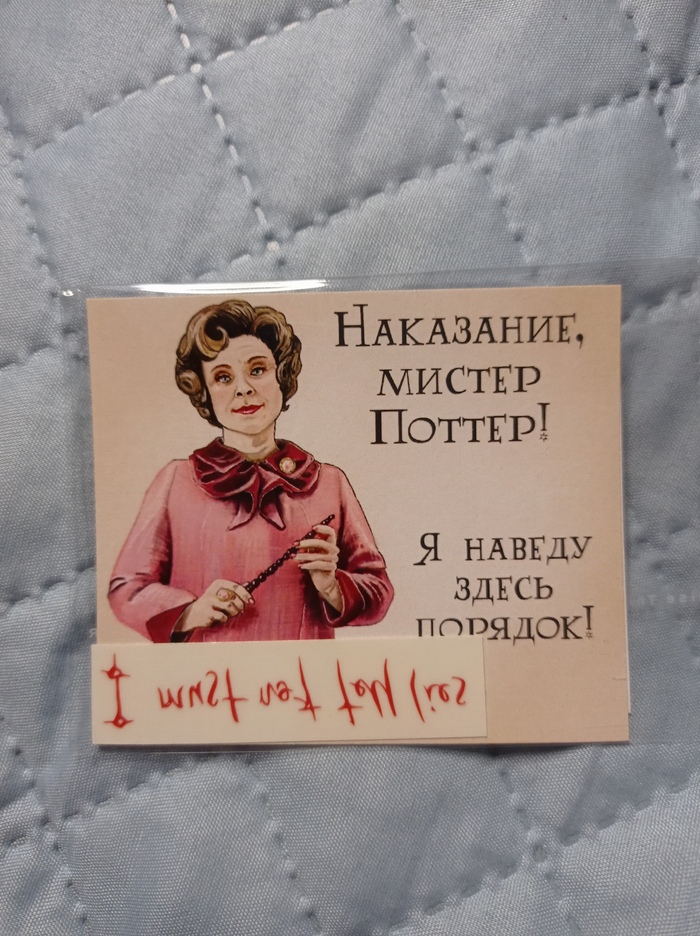 НАКАЗАНИЕ,
МИСТЕР
ПОТТЕР!
Я НАВЕДУ
ЗДЕСЬ
ПОРЯДОК!
I must not tell lies